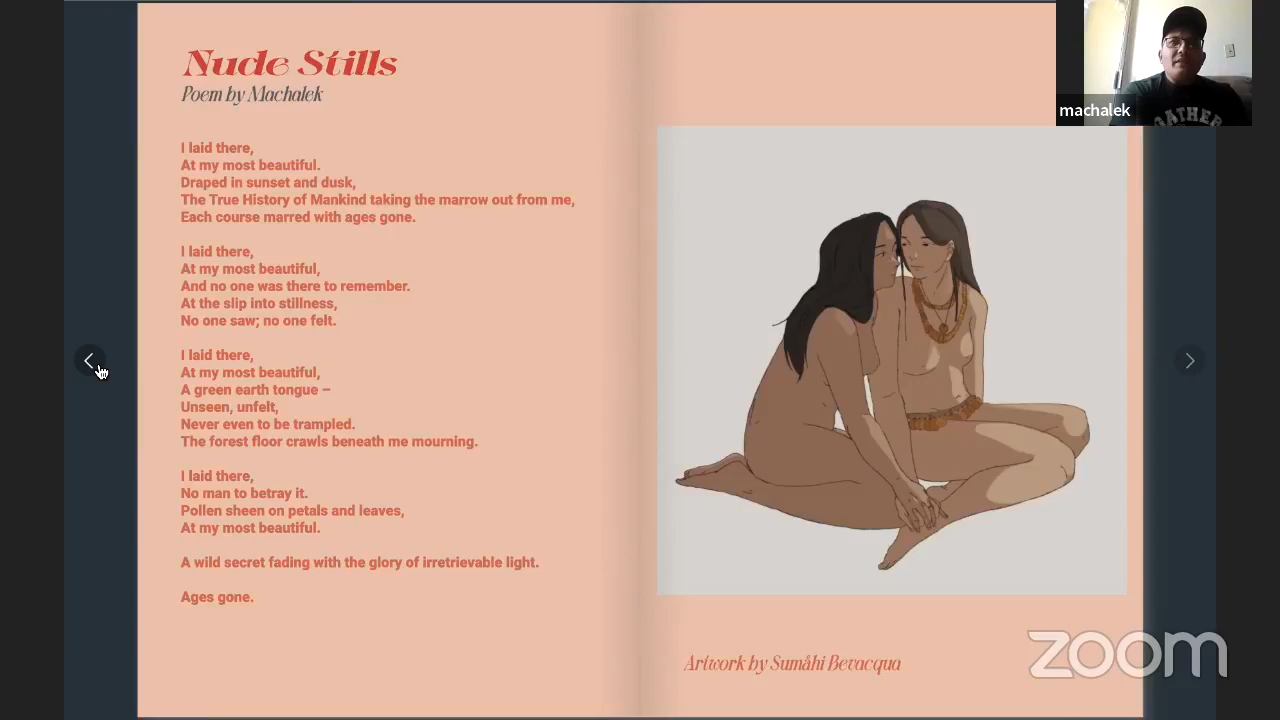 Nude Stills
Poem by Machalek
I laid there,
At my most beautiful.
Draped in sunset and dusk,
The True History of Mankind taking the marrow out from me,
Each course marred with ages gone.
I laid there,
At my most beautiful,
And no one was there to remember.
At the slip into stillness,
No one saw; no one felt.
I laid there,
At my most beautiful,
A green earth tongue –
Unseen, unfelt,
Never even to be trampled.
The forest floor crawls beneath me mourning.
I laid there,
No man to betray it.
Pollen sheen on petals and leaves,
At my most beautiful.
A wild secret fading with the glory of irretrievable light.
Ages gone.
Artwork by Sumåhi Bevacqua
machalek
GATHER
zoom